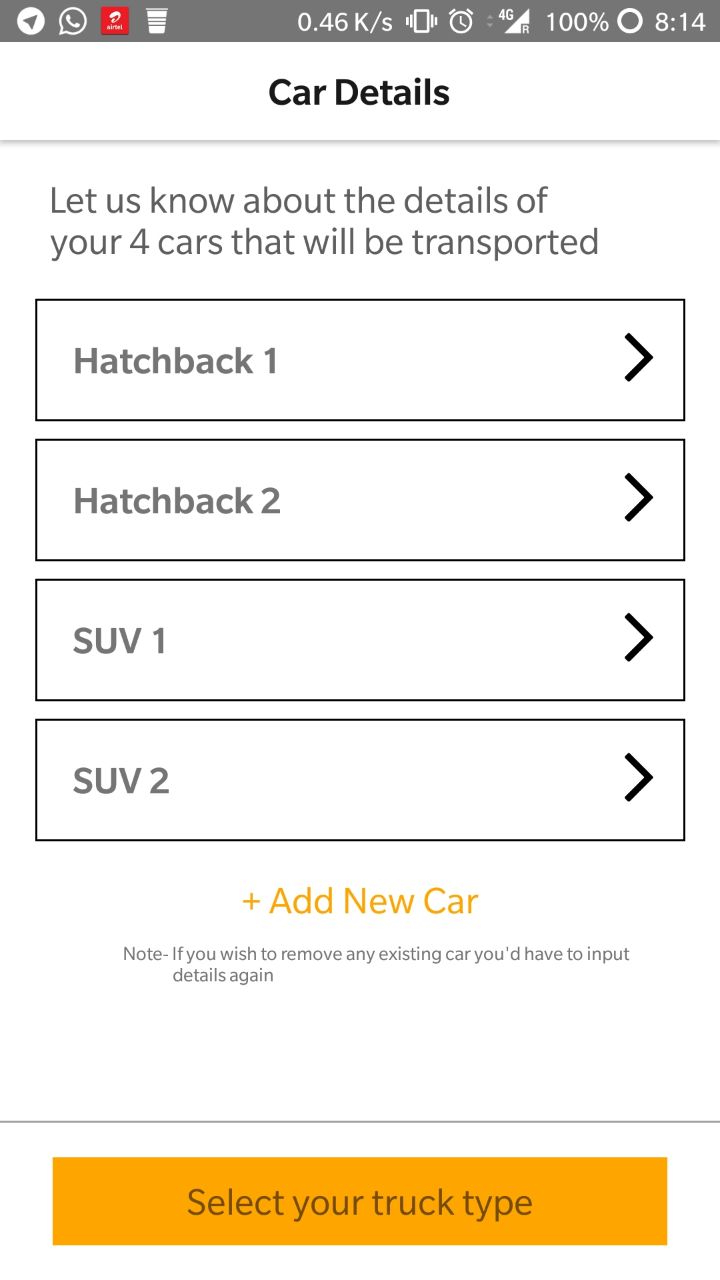 airtel 0.46 K/s 4G R 100% 8:14
Car Details
Let us know about the details of
your 4 cars that will be transported
Hatchback 1
Hatchback 2
SUV 1
SUV 2
+ Add New Car
Note- If you wish to remove any existing car you'd have to input
details again
Select your truck type